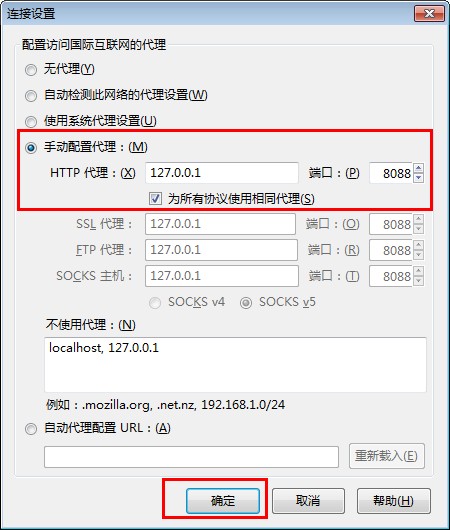 连接设置
配置访问国际互联网的代理
无代理(Y)
自动检测此网络的代理设置(W)
使用系统代理设置(U)
手动配置代理：(M)
HTTP 代理：(X) 127.0.0.1 端口：(P) 8088
为所有协议使用相同代理(S)
SSL 代理： 127.0.0.1 端口：(O) 8088
FTP 代理： 127.0.0.1 端口：(R) 8088
SOCKS 主机： 127.0.0.1 端口：(T) 8088
SOCKS v4 SOCKS v5
不使用代理：(N)
localhost, 127.0.0.1
例如：.mozilla.org, .net.nz, 192.168.1.0/24
自动代理配置 URL：(A)
重新载入(E)
确定 取消 帮助(H)